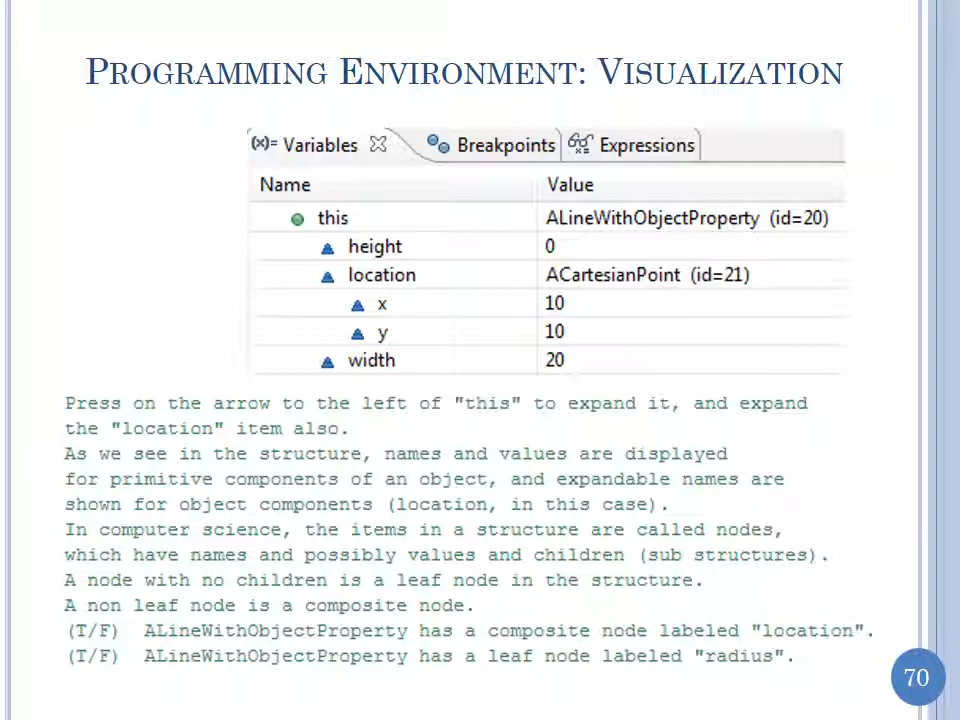 PROGRAMMING ENVIRONMENT: VISUALIZATION
(x)= Variables Breakpoints Expressions
Name Value
this ALineWithObjectProperty (id=20)
height 0
location ACartesianPoint (id=21)
x 10
y 10
width 20
Press on the arrow to the left of "this" to expand it, and expand
the "location" item also.
As we see in the structure, names and values are displayed
for primitive components of an object, and expandable names are
shown for object components (location, in this case).
In computer science, the items in a structure are called nodes,
which have names and possibly values and children (sub structures).
A node with no children is a leaf node in the structure.
A non leaf node is a composite node.
(T/F) ALineWithObjectProperty has a composite node labeled "location".
(T/F) ALineWithObjectProperty has a leaf node labeled "radius".
70